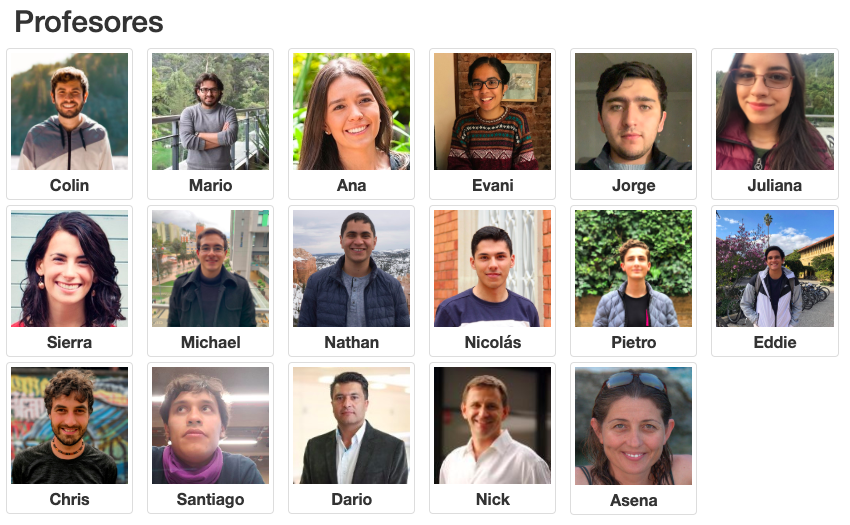 Profesores
Colin
Mario
Ana
Evani
Jorge
Juliana
Sierra
Michael
Nathan
Nicolás
Pietro
Eddie
Chris
Santiago
Dario
Nick
Asena